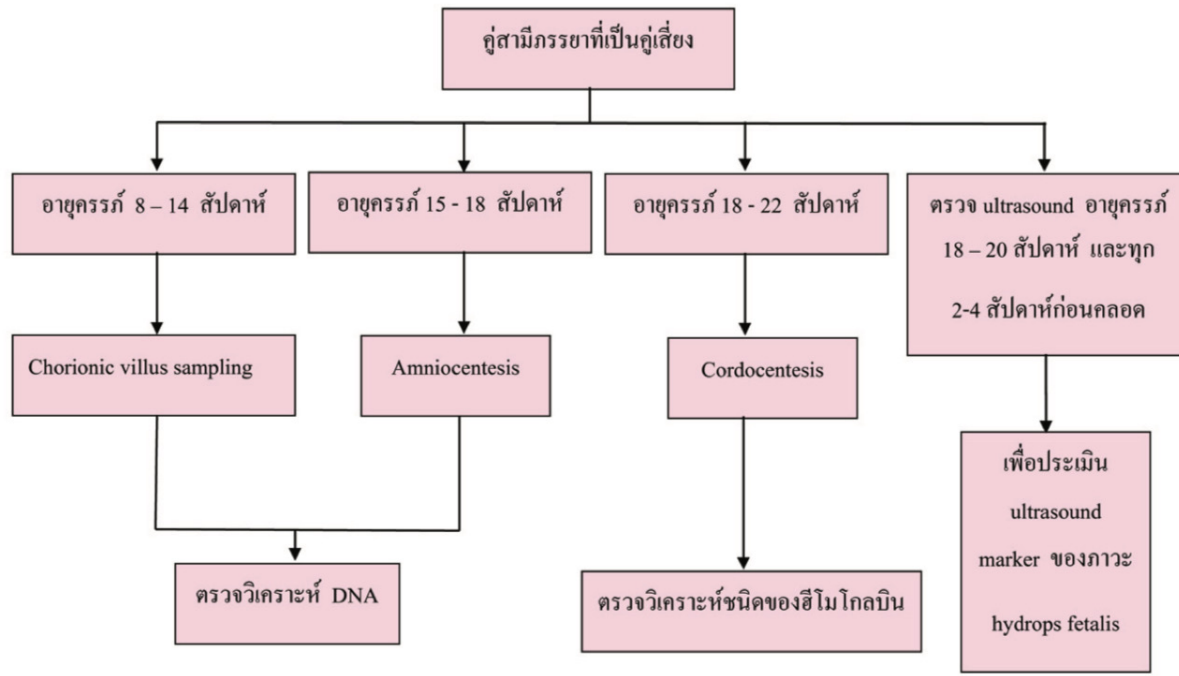 คู่สามีภรรยาที่เป็นคู่เสี่ยง
อายุครรภ์ 8 – 14 สัปดาห์
อายุครรภ์ 15 - 18 สัปดาห์
อายุครรภ์ 18 - 22 สัปดาห์
ตรวจ ultrasound อายุครรภ์
18 – 20 สัปดาห์ และทุก
2-4 สัปดาห์ก่อนคลอด
Chorionic villus sampling
Amniocentesis
Cordocentesis
ตรวจวิเคราะห์ DNA
ตรวจวิเคราะห์ชนิดของฮีโมโกลบิน
เพื่อประเมิน
ultrasound
marker ของภาวะ
hydrops fetalis